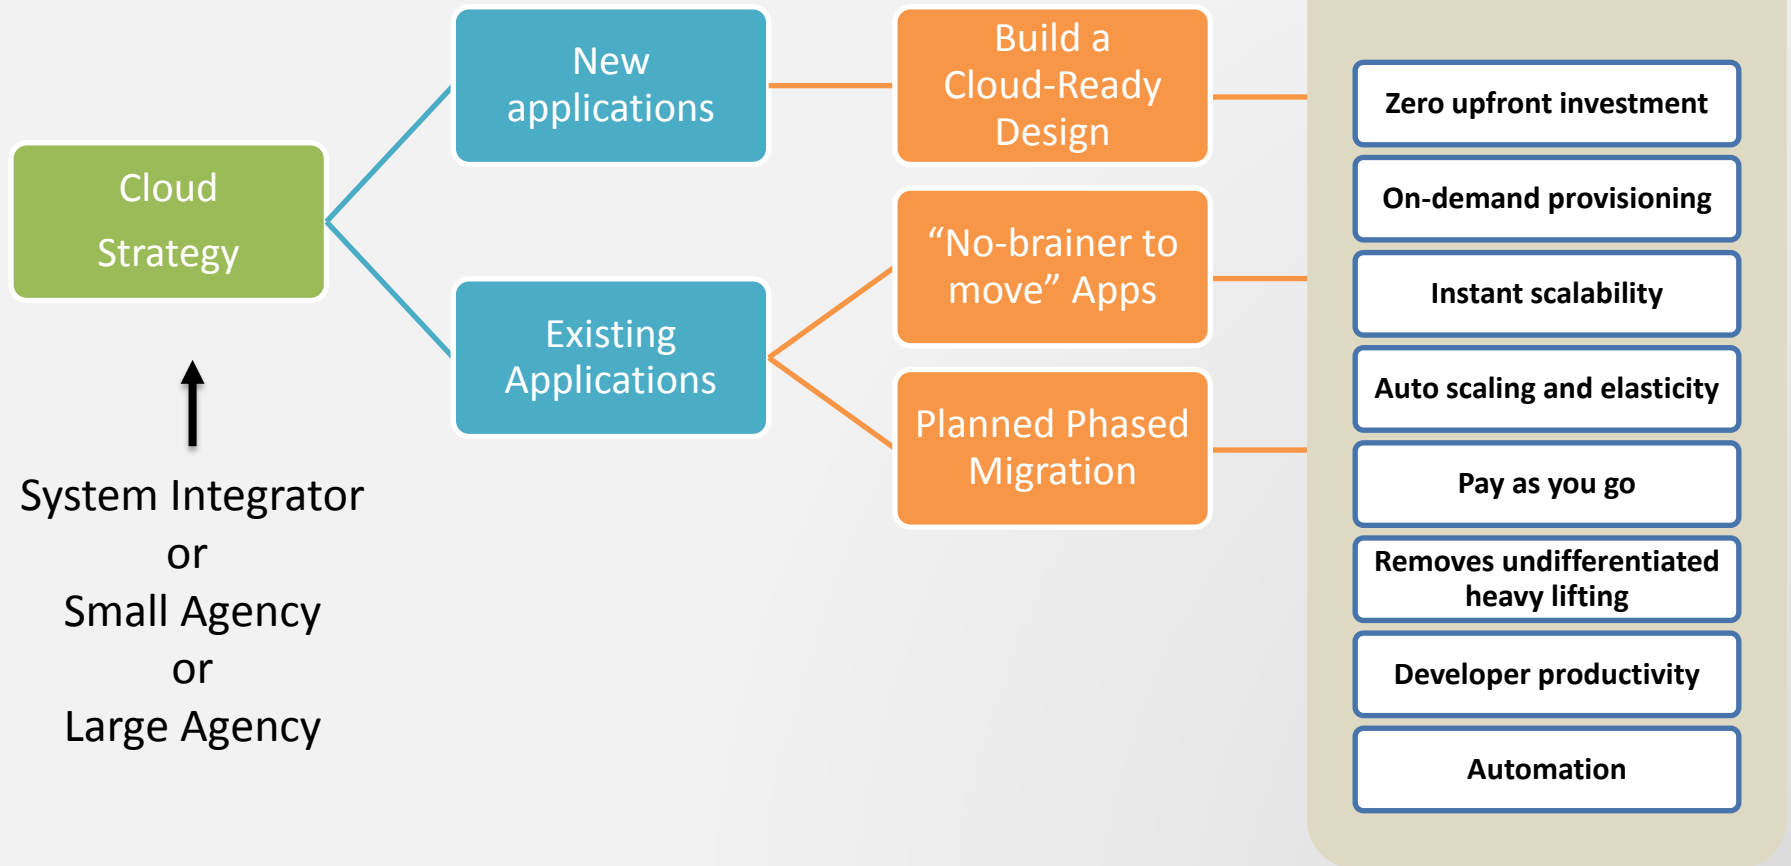 Cloud
Strategy
System Integrator
or
Small Agency
or
Large Agency
New
applications
Existing
Applications
Build a
Cloud-Ready
Design
“No-brainer to
move” Apps
Planned Phased
Migration
Zero upfront investment
On-demand provisioning
Instant scalability
Auto scaling and elasticity
Pay as you go
Removes undifferentiated
heavy lifting
Developer productivity
Automation